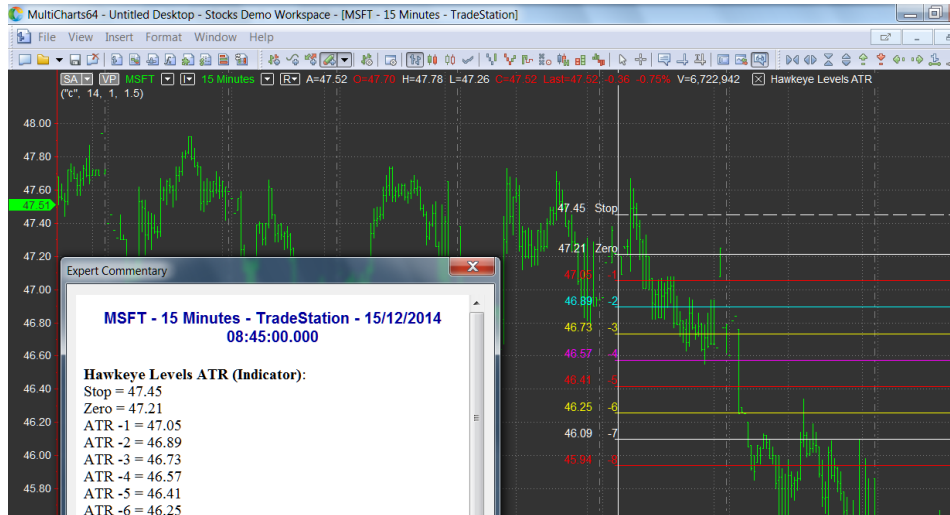 MultiCharts64 - Untitled Desktop - Stocks Demo Workspace - [MSFT - 15 Minutes - TradeStation]
File View Insert Format Window Help
SA VP MSFT I 15 Minutes R A=47.52 O=47.70 H=47.78 L=47.26 C=47.52 Last=47.52 -0.36 -0.75% V=6,722,942 Hawkeye Levels ATR
("c", 14, 1, 1.5)
48.00
47.80
47.60
47.51
47.40
47.20
47.00
46.80
46.60
46.40
46.20
46.00
45.80
47.45 Stop
47.21 Zero
47.05 -1
46.89 -2
46.73 -3
46.57 -4
46.41 -5
46.25 -6
46.09 -7
45.94 -8
Expert Commentary
MSFT - 15 Minutes - TradeStation - 15/12/2014
08:45:00.000
Hawkeye Levels ATR (Indicator):
Stop = 47.45
Zero = 47.21
ATR -1 = 47.05
ATR -2 = 46.89
ATR -3 = 46.73
ATR -4 = 46.57
ATR -5 = 46.41
ATR -6 = 46.25